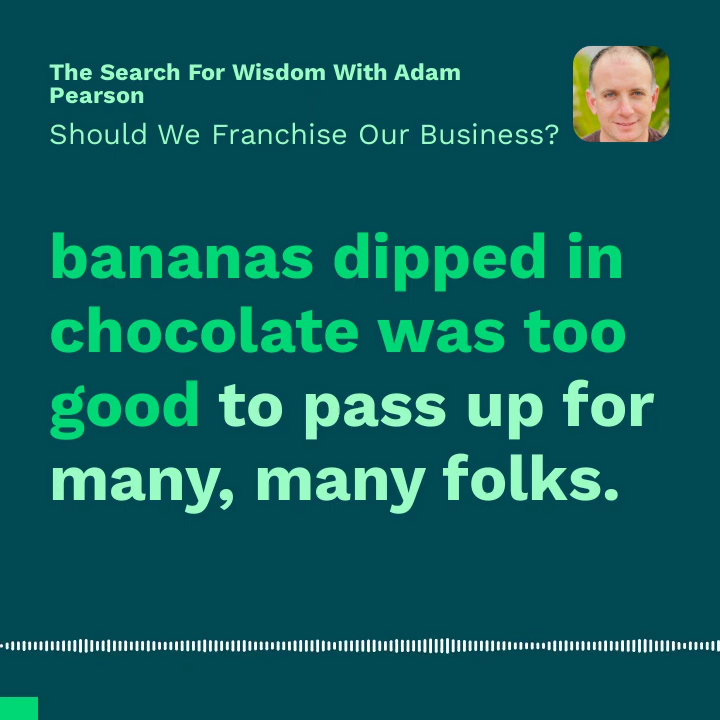 The Search For Wisdom With Adam
Pearson
Should We Franchise Our Business?
bananas dipped in
chocolate was too
good to pass up for
many, many folks.